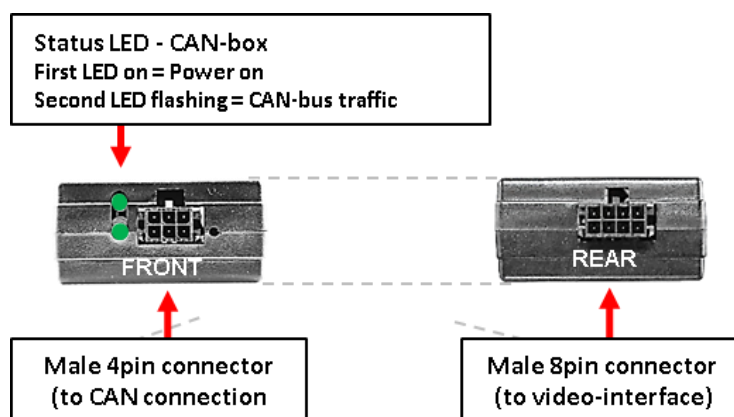 Status LED - CAN-box
First LED on = Power on
Second LED flashing = CAN-bus traffic
FRONT
REAR
Male 4pin connector
(to CAN connection
Male 8pin connector
(to video-interface)